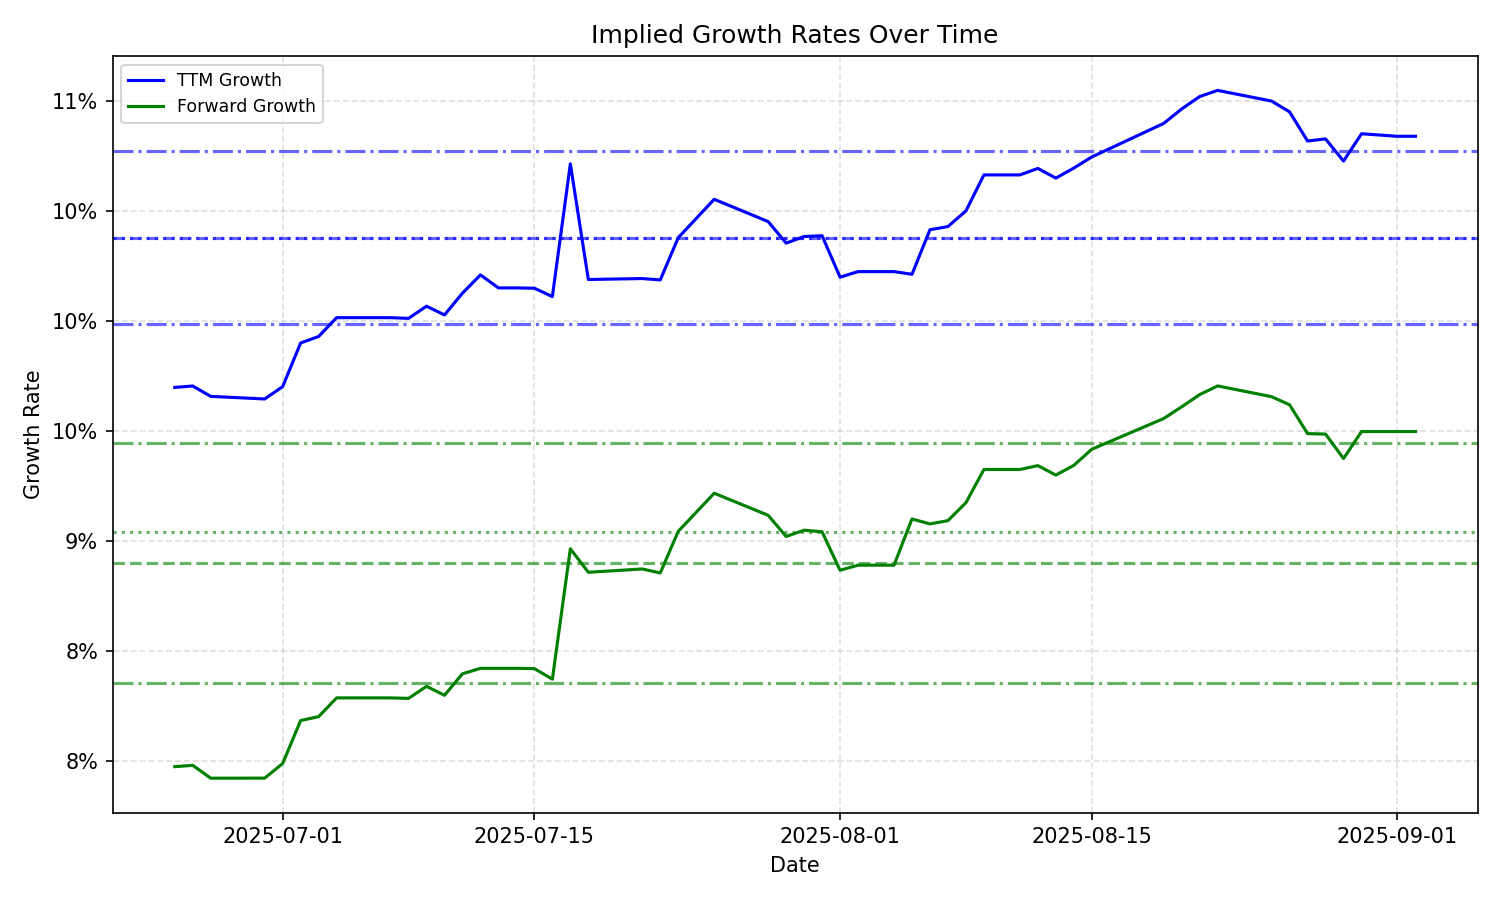 Implied Growth Rates Over Time
TTM Growth
Forward Growth
Growth Rate
11%
10%
10%
10%
9%
8%
8%
2025-07-01
2025-07-15
2025-08-01
2025-08-15
2025-09-01
Date